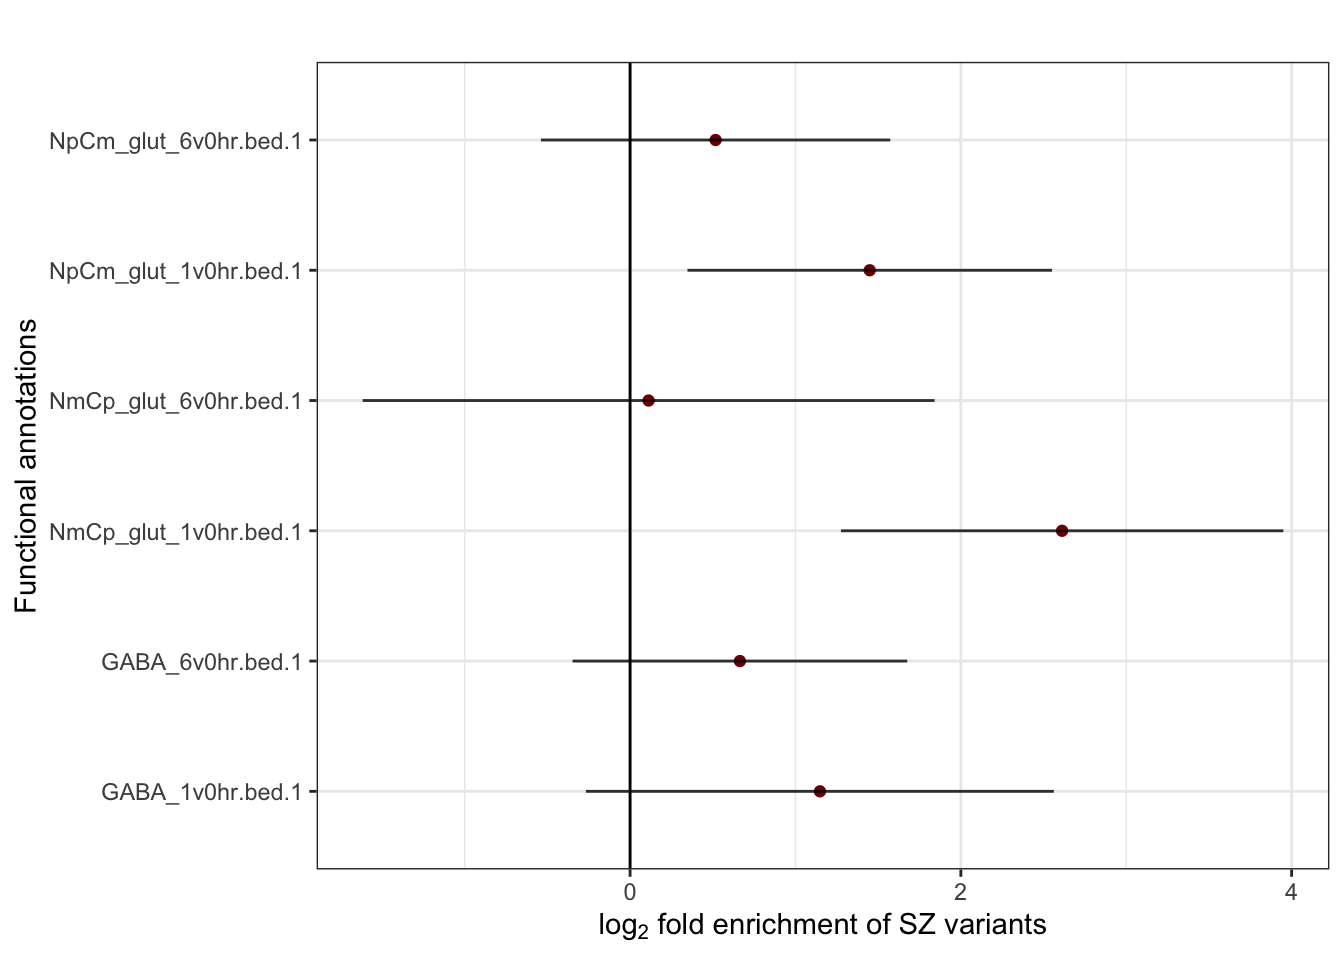 Functional annotations
NpCm_glut_6v0hr.bed.1
NpCm_glut_1v0hr.bed.1
NmCp_glut_6v0hr.bed.1
NmCp_glut_1v0hr.bed.1
GABA_6v0hr.bed.1
GABA_1v0hr.bed.1
0 2 4
log₂ fold enrichment of SZ variants